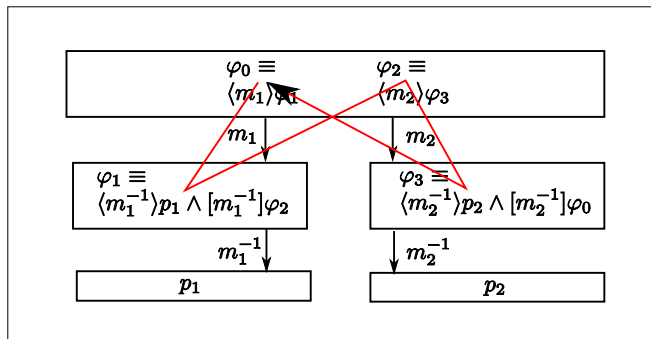 φ₀ ≡ φ₂ ≡
⟨m₁⟩φ₁ ⟨m₂⟩φ₃
m₁ m₂
φ₁ ≡ φ₃ ≡
⟨m₁⁻¹⟩p₁ ∧ [m₁⁻¹]φ₂ ⟨m₂⁻¹⟩p₂ ∧ [m₂⁻¹]φ₀
m₁⁻¹ m₂⁻¹
p₁ p₂